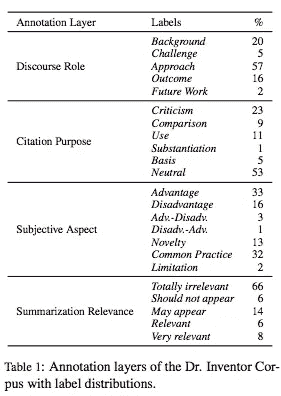 Annotation Layer Labels %
Background 20
Challenge 5
Discourse Role Approach 57
Outcome 16
Future Work 2
Criticism 23
Comparison 9
Citation Purpose Use 11
Substantiation 1
Basis 5
Neutral 53
Advantage 33
Disadvantage 16
Adv.-Disadv. 3
Subjective Aspect Disadv.-Adv. 1
Novelty 13
Common Practice 32
Limitation 2
Totally irrelevant 66
Should not appear 6
Summarization Relevance May appear 14
Relevant 6
Very relevant 8
Table 1: Annotation layers of the Dr. Inventor Cor-
pus with label distributions.